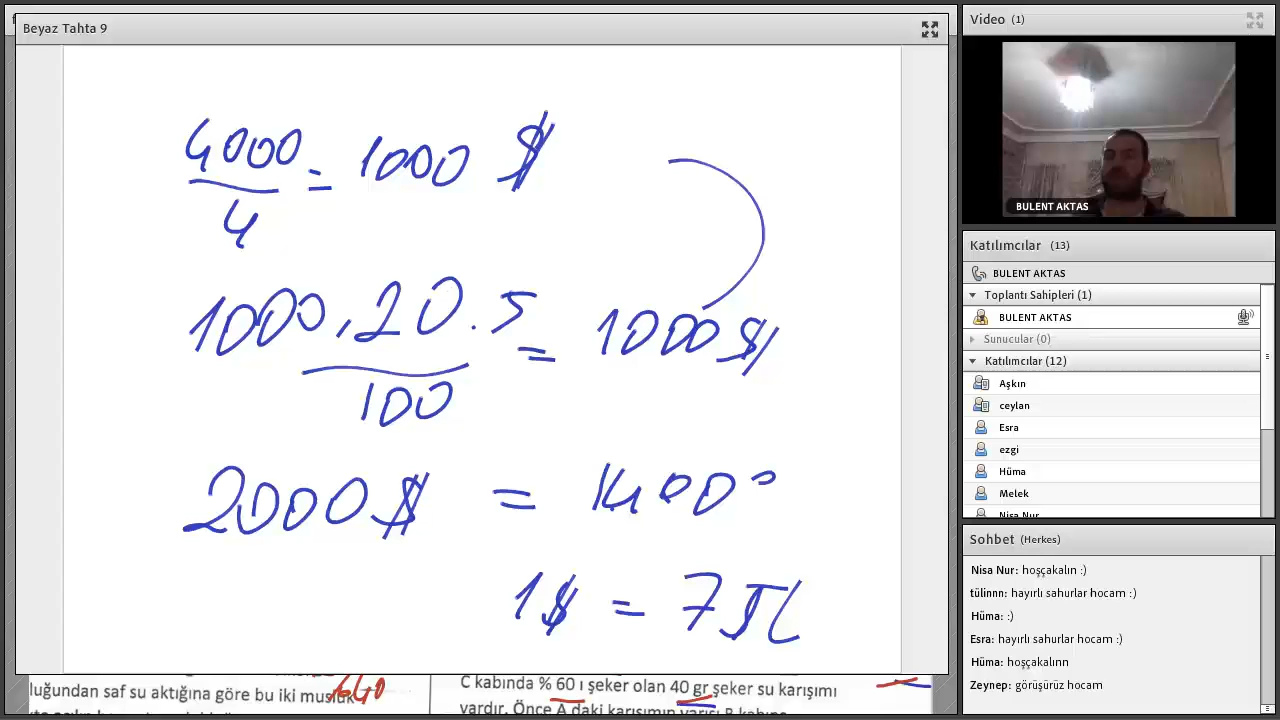 Beyaz Tahta 9
4000
= 1000 $
4
1000 . 20 . 5
= 1000 $
100
2000 $ = 14000
1 $ = 7 TL
luğundan saf su aktığına göre bu iki musluk
640
C kabında % 60 ı şeker olan 40 gr şeker su karışımı
vardır. Önce A daki karışımın yarısı B kabına
Video (1)
BULENT AKTAS
Katılımcılar (13)
BULENT AKTAS
Toplantı Sahipleri (1)
BULENT AKTAS
Sunucular (0)
Katılımcılar (12)
Aşkın
ceylan
Esra
ezgi
Hüma
Melek
Nisa Nur
Sohbet (Herkes)
Nisa Nur: hoşçakalın :)
tülinnn: hayırlı sahurlar hocam :)
Hüma: :)
Esra: hayırlı sahurlar hocam :)
Hüma: hoşçakalınn
Zeynep: görüşürüz hocam